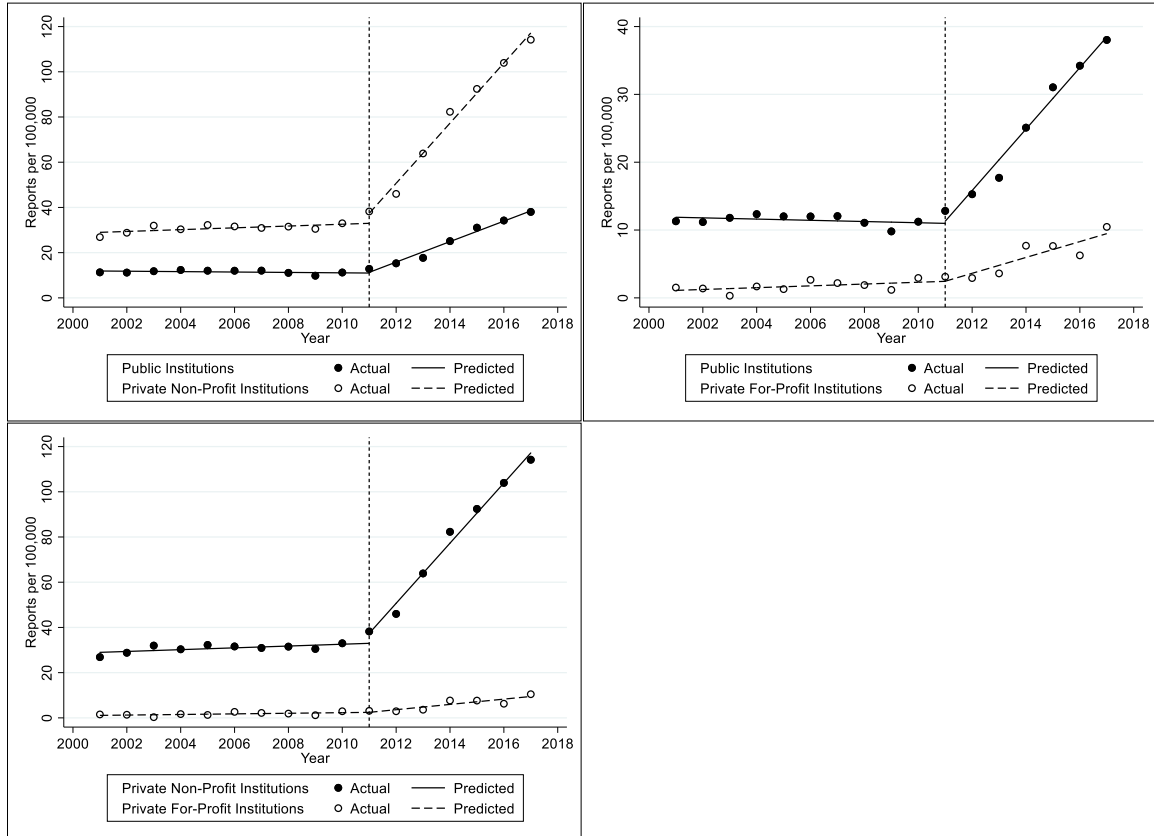 120
100
80
60
40
20
0
Reports per 100,000
2000 2002 2004 2006 2008 2010 2012 2014 2016 2018
Year
Public Institutions Actual Predicted
Private Non-Profit Institutions Actual Predicted
40
30
20
10
0
Reports per 100,000
2000 2002 2004 2006 2008 2010 2012 2014 2016 2018
Year
Public Institutions Actual Predicted
Private For-Profit Institutions Actual Predicted
120
100
80
60
40
20
0
Reports per 100,000
2000 2002 2004 2006 2008 2010 2012 2014 2016 2018
Year
Private Non-Profit Institutions Actual Predicted
Private For-Profit Institutions Actual Predicted